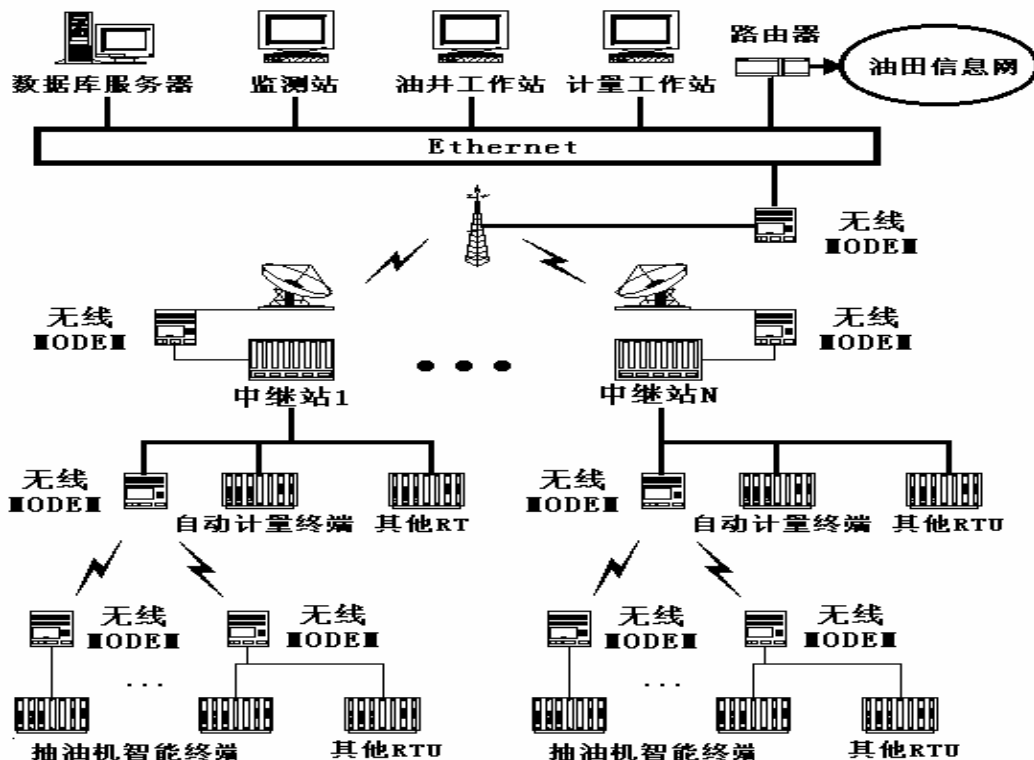 路由器
油田信息网
数据库服务器
监测站
油井工作站
计量工作站
Ethernet
无线
MODEM
无线
MODEM
无线
MODEM
中继站1
中继站N
无线
MODEM
自动计量终端
其他RT
无线
MODEM
自动计量终端
其他RTU
无线
MODEM
无线
MODEM
无线
MODEM
无线
MODEM
...
...
抽油机智能终端
其他RTU
抽油机智能终端
其他RTU